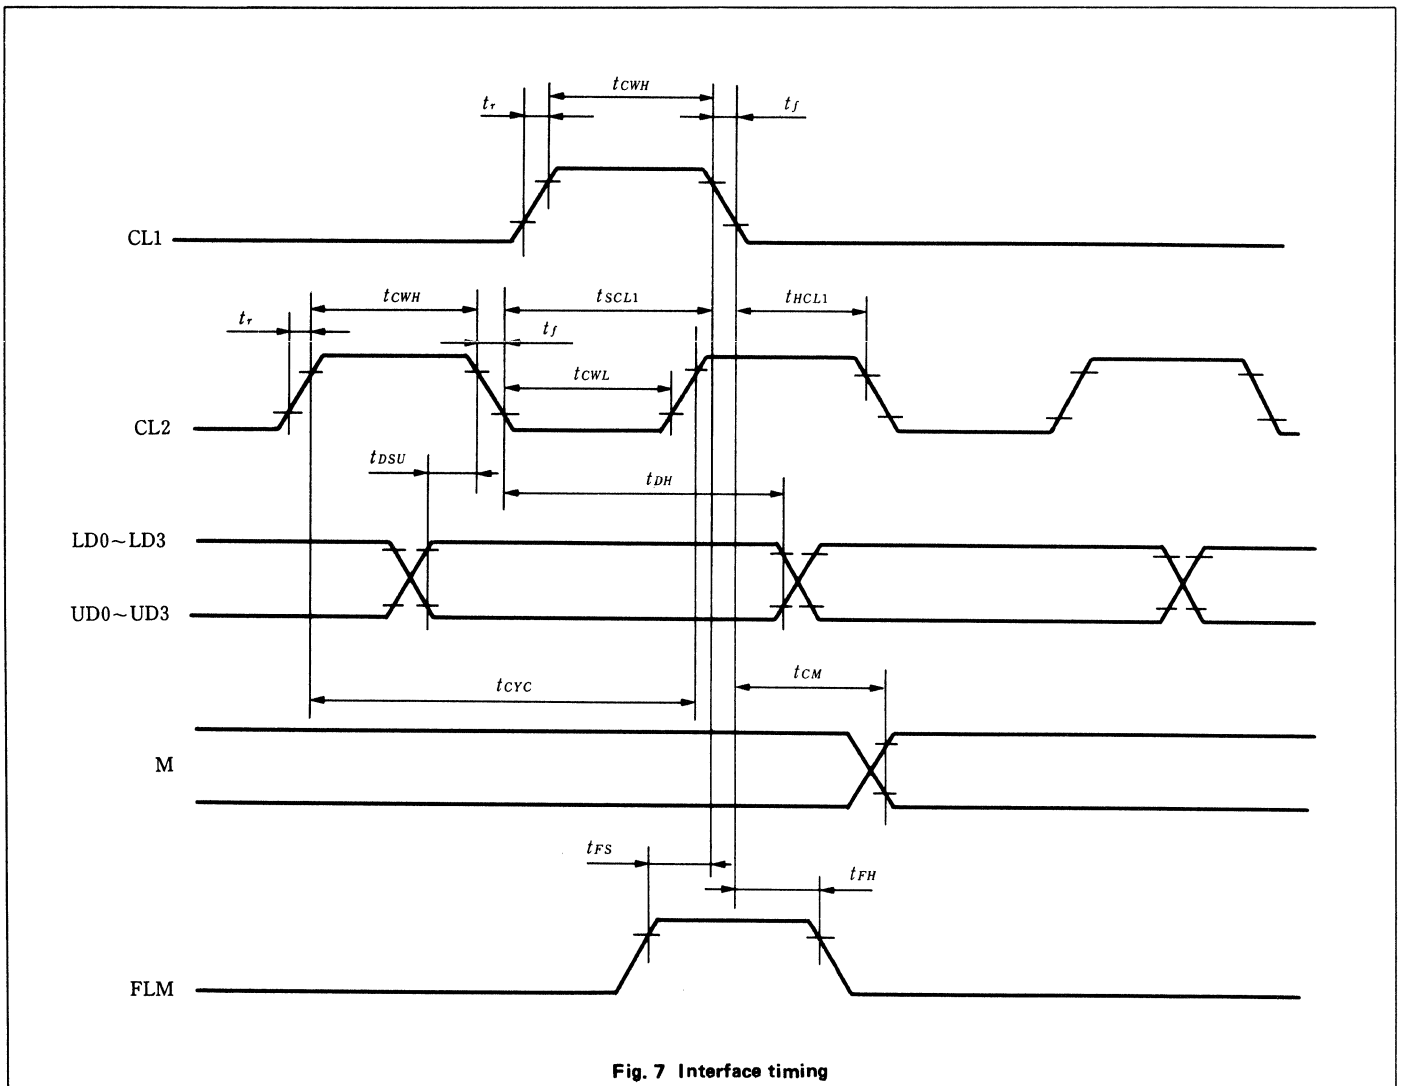 tCWH
tr
tf
CL1
tCWH
tSCL1
tHCL1
tr
tf
tCWL
CL2
tDSU
tDH
LD0~LD3
UD0~UD3
tCYC
tCM
M
tFS
tFH
FLM
Fig. 7 Interface timing